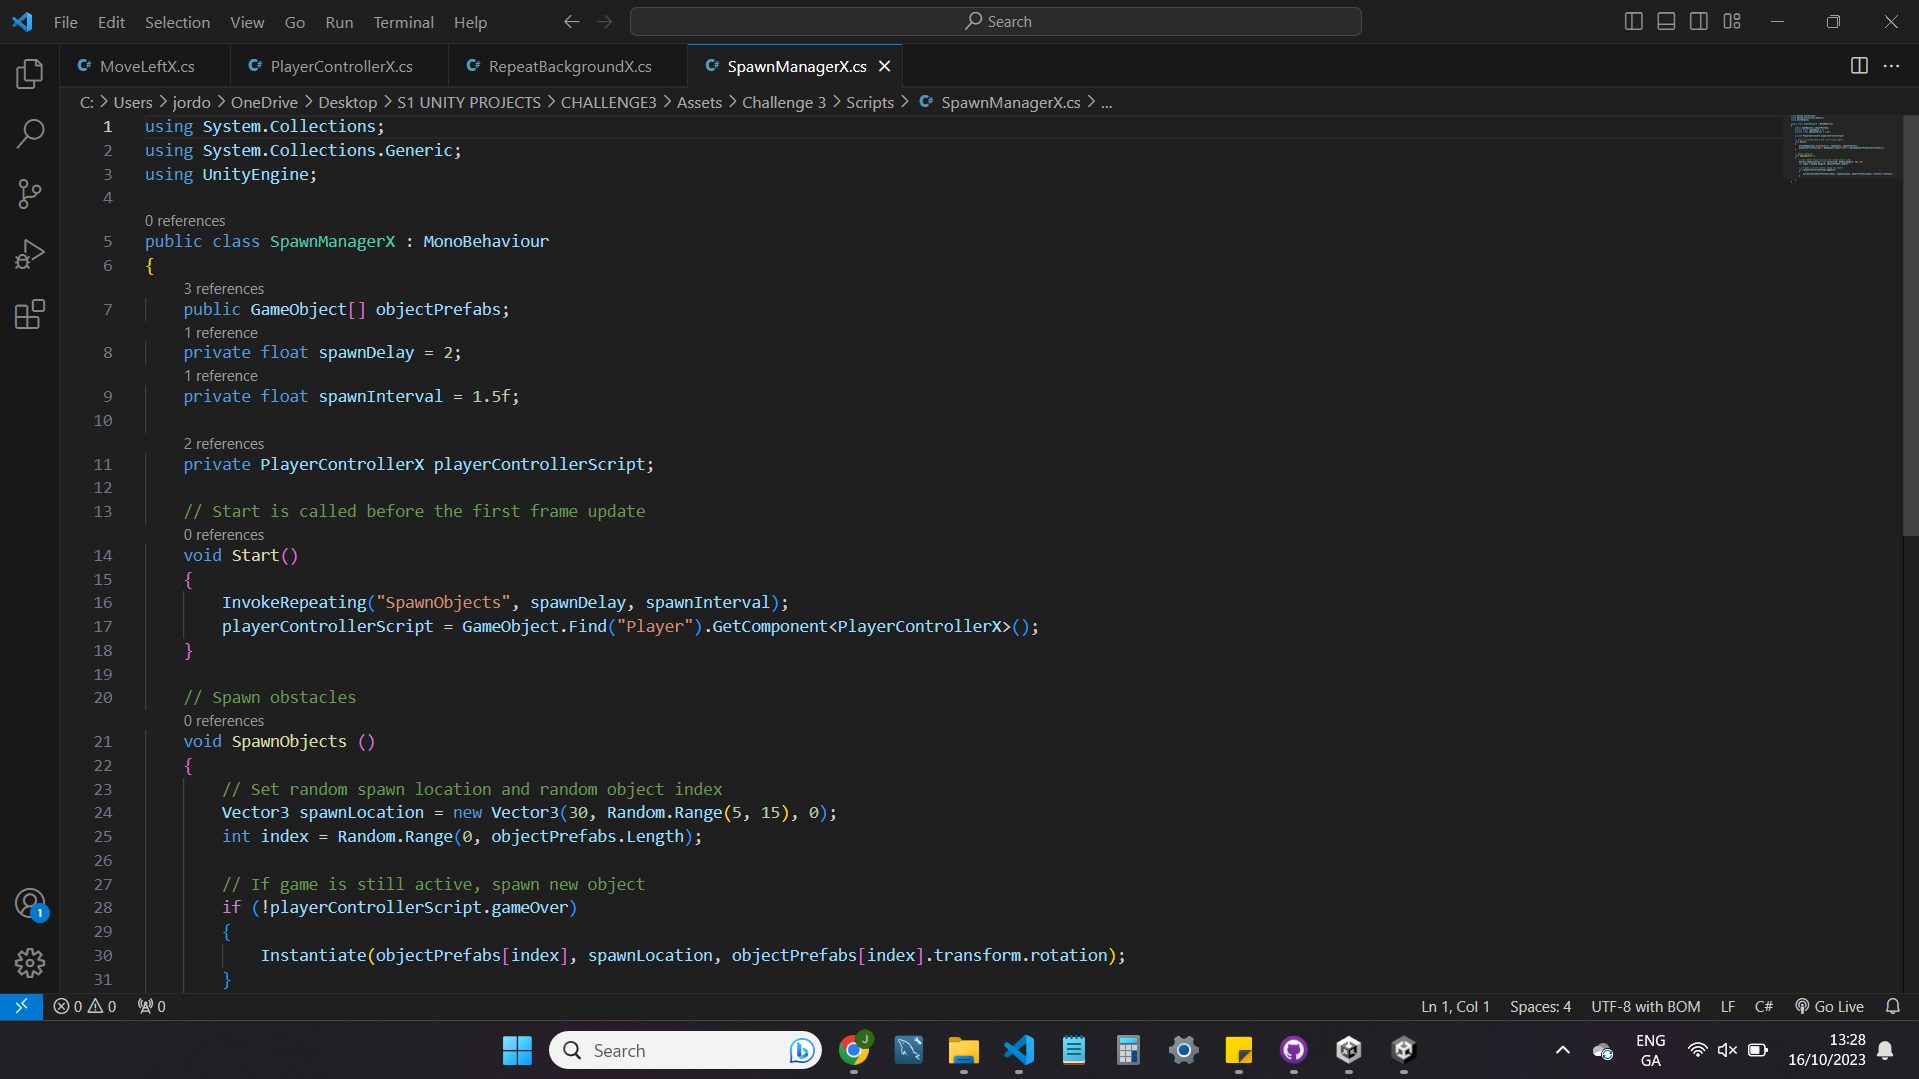 File Edit Selection View Go Run Terminal Help Search
MoveLeftX.cs PlayerControllerX.cs RepeatBackgroundX.cs SpawnManagerX.cs
C: > Users > jordo > OneDrive > Desktop > S1 UNITY PROJECTS > CHALLENGE3 > Assets > Challenge 3 > Scripts > SpawnManagerX.cs > ...
1 using System.Collections;
2 using System.Collections.Generic;
3 using UnityEngine;
4
0 references
5 public class SpawnManagerX : MonoBehaviour
6 {
3 references
7 public GameObject[] objectPrefabs;
1 reference
8 private float spawnDelay = 2;
1 reference
9 private float spawnInterval = 1.5f;
10
2 references
11 private PlayerControllerX playerControllerScript;
12
13 // Start is called before the first frame update
0 references
14 void Start()
15 {
16 InvokeRepeating("SpawnObjects", spawnDelay, spawnInterval);
17 playerControllerScript = GameObject.Find("Player").GetComponent<PlayerControllerX>();
18 }
19
20 // Spawn obstacles
0 references
21 void SpawnObjects ()
22 {
23 // Set random spawn location and random object index
24 Vector3 spawnLocation = new Vector3(30, Random.Range(5, 15), 0);
25 int index = Random.Range(0, objectPrefabs.Length);
26
27 // If game is still active, spawn new object
28 if (!playerControllerScript.gameOver)
29 {
30 Instantiate(objectPrefabs[index], spawnLocation, objectPrefabs[index].transform.rotation);
31 }
1
0 0 0 Ln 1, Col 1 Spaces: 4 UTF-8 with BOM LF C# Go Live
Search J ENG GA 13:28
16/10/2023